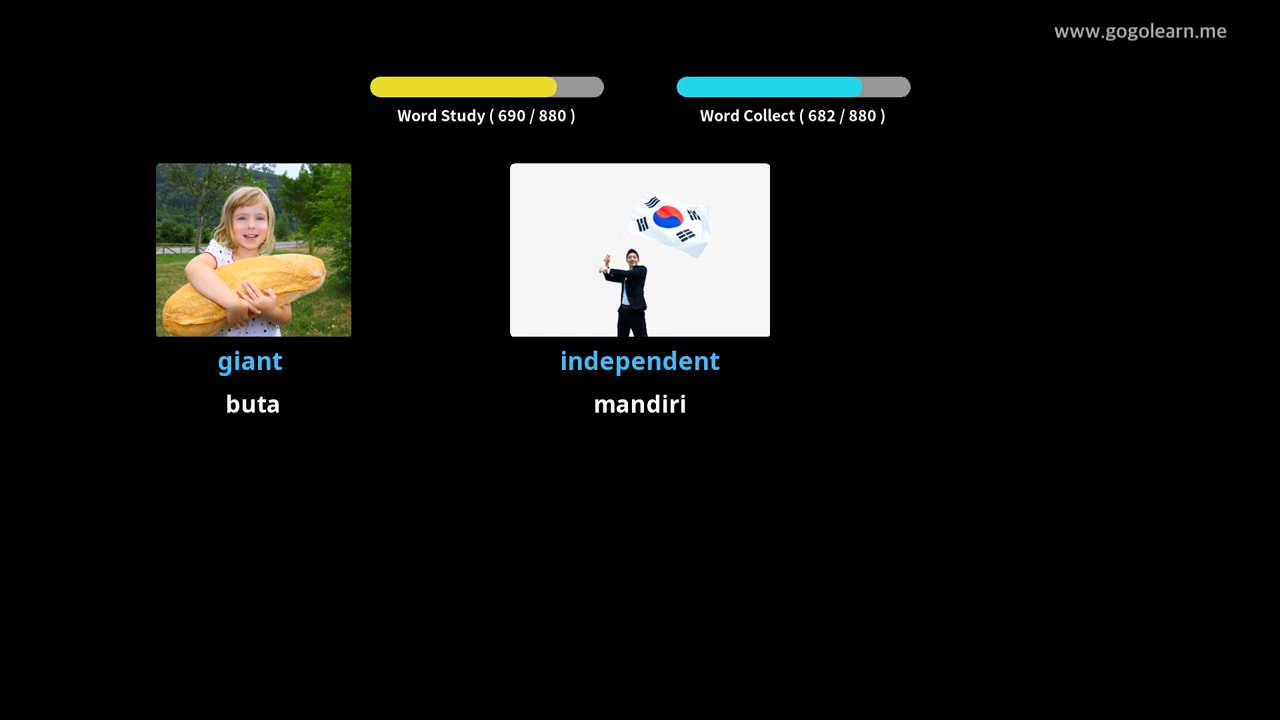 www.gogolearn.me
Word Study ( 690 / 880 )
Word Collect ( 682 / 880 )
giant
buta
independent
mandiri